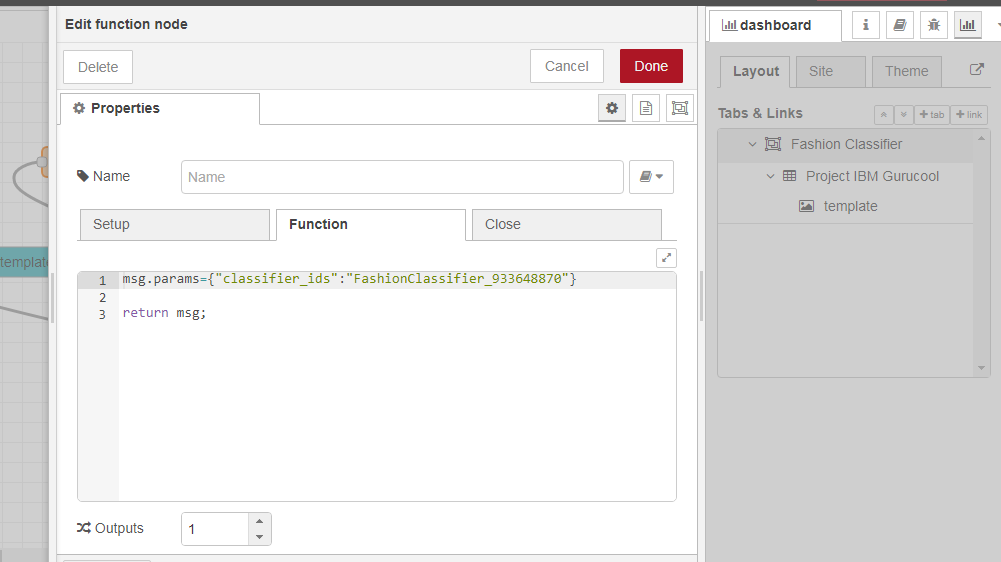 Edit function node
Delete
Cancel
Done
Properties
Name
Name
Setup
Function
Close
1 msg.params={"classifier_ids":"FashionClassifier_933648870"}
2
3 return msg;
Outputs
1
template
dashboard
Layout
Site
Theme
Tabs & Links
tab
link
Fashion Classifier
Project IBM Gurucool
template